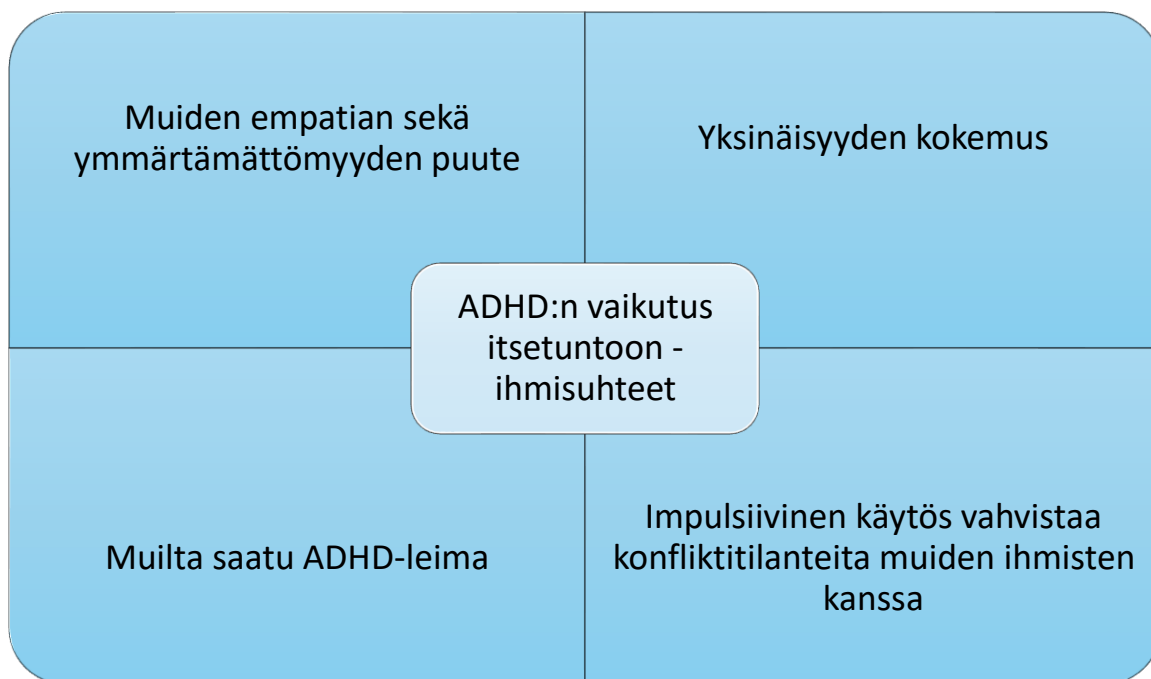 Muiden empatian sekä
ymmärtämättömyyden puute
Yksinäisyyden kokemus
ADHD:n vaikutus
itsetuntoon -
ihmisuhteet
Muilta saatu ADHD-leima
Impulsiivinen käytös vahvistaa
konfliktitilanteita muiden ihmisten
kanssa